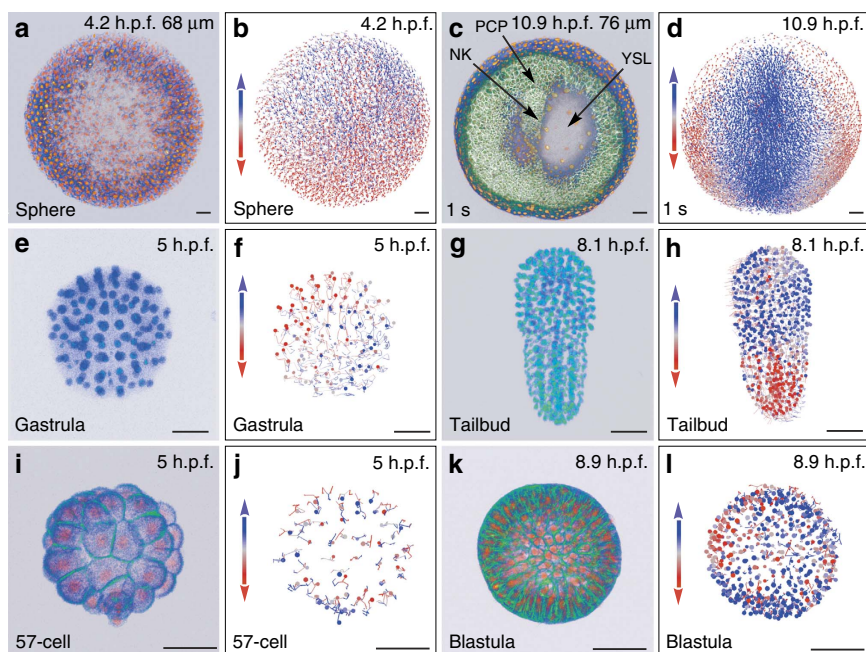 a 4.2 h.p.f. 68 µm
Sphere
b 4.2 h.p.f.
Sphere
c PCP 10.9 h.p.f. 76 µm
NK YSL
1 s
d 10.9 h.p.f.
1 s
e 5 h.p.f.
Gastrula
f 5 h.p.f.
Gastrula
g 8.1 h.p.f.
Tailbud
h 8.1 h.p.f.
Tailbud
i 5 h.p.f.
57-cell
j 5 h.p.f.
57-cell
k 8.9 h.p.f.
Blastula
l 8.9 h.p.f.
Blastula